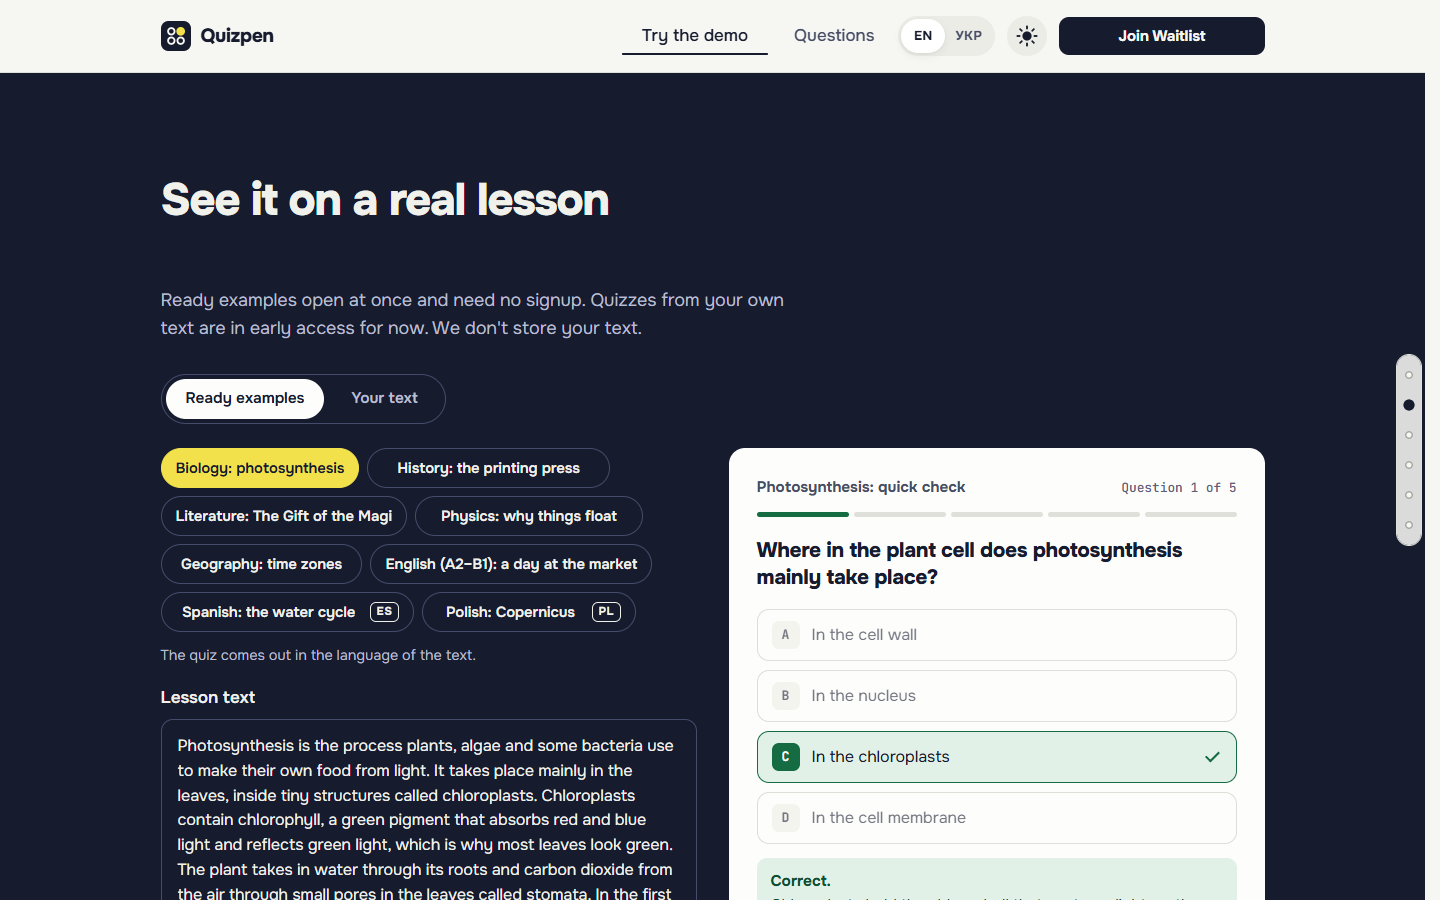 Quizpen
Try the demo
Questions
EN
УКР
Join Waitlist
See it on a real lesson
Ready examples open at once and need no signup. Quizzes from your own
text are in early access for now. We don't store your text.
Ready examples
Your text
Biology: photosynthesis
History: the printing press
Literature: The Gift of the Magi
Physics: why things float
Geography: time zones
English (A2–B1): a day at the market
Spanish: the water cycle ES
Polish: Copernicus PL
The quiz comes out in the language of the text.
Lesson text
Photosynthesis is the process plants, algae and some bacteria use
to make their own food from light. It takes place mainly in the
leaves, inside tiny structures called chloroplasts. Chloroplasts
contain chlorophyll, a green pigment that absorbs red and blue
light and reflects green light, which is why most leaves look green.
The plant takes in water through its roots and carbon dioxide from
the air through small pores in the leaves called stomata. In the first
Photosynthesis: quick check
Question 1 of 5
Where in the plant cell does photosynthesis
mainly take place?
A In the cell wall
B In the nucleus
C In the chloroplasts
D In the cell membrane
Correct.